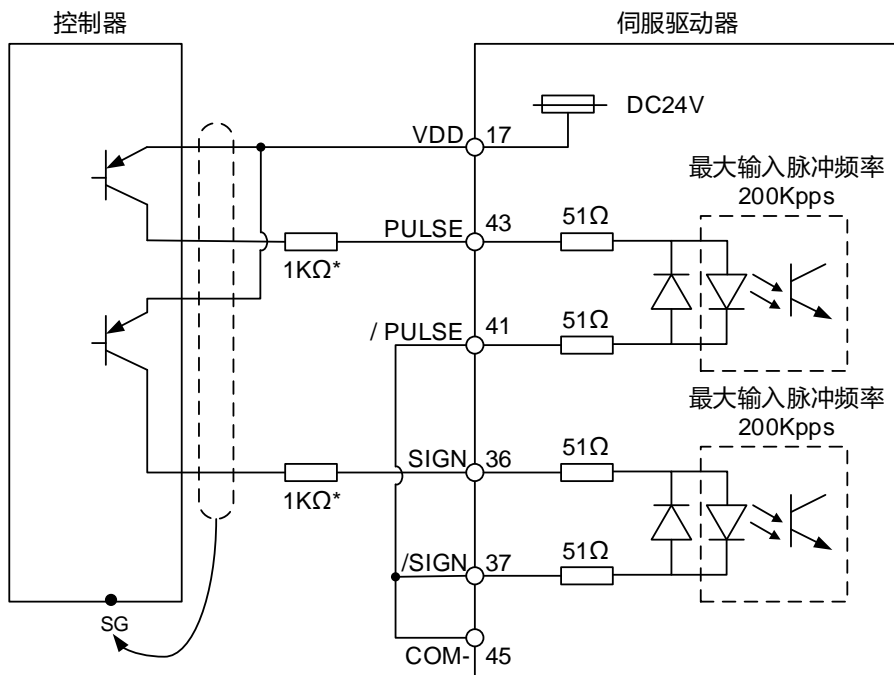 控制器
伺服驱动器
DC24V
VDD
17
最大输入脉冲频率
200Kpps
PULSE
43
51Ω
1KΩ*
/ PULSE
41
51Ω
最大输入脉冲频率
200Kpps
SIGN
36
51Ω
1KΩ*
/SIGN
37
51Ω
SG
COM-
45